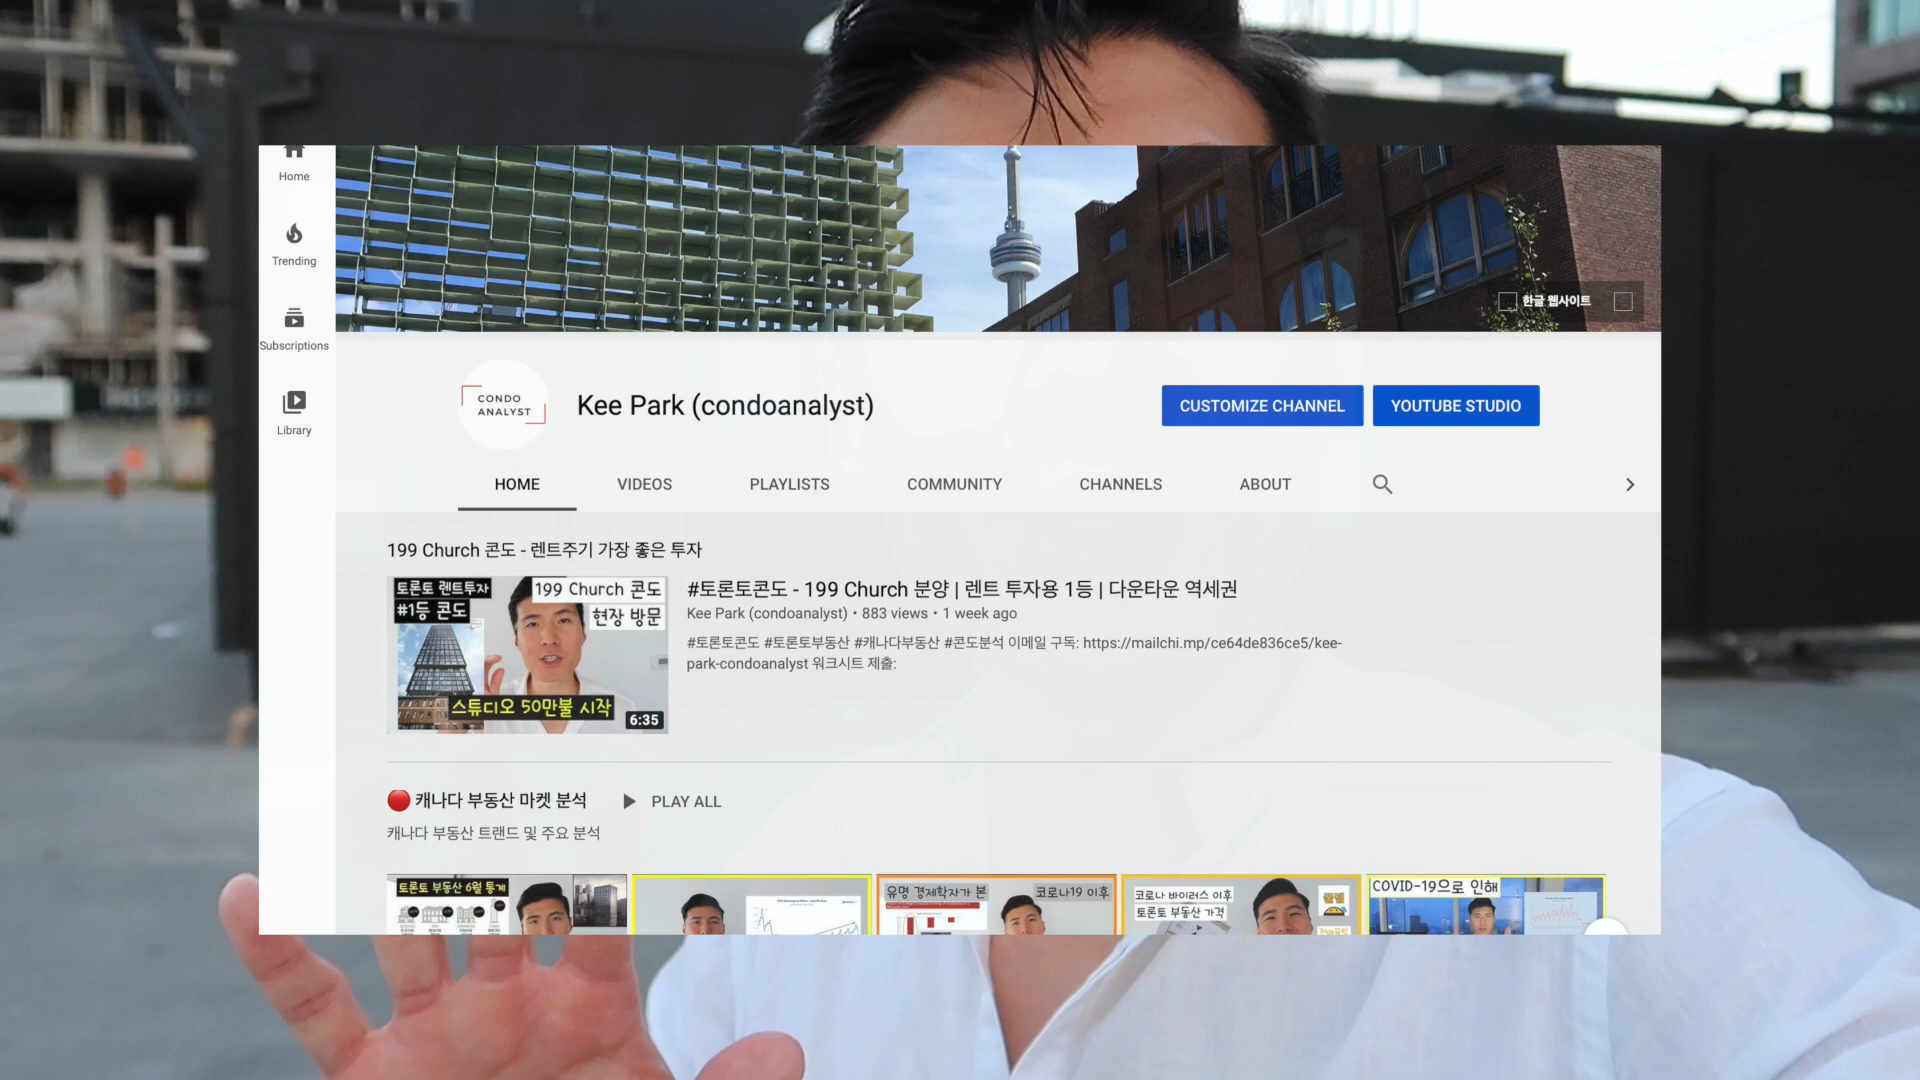 Home
Trending
Subscriptions
Library
한글 웹사이트
CONDO
ANALYST
Kee Park (condoanalyst)
CUSTOMIZE CHANNEL
YOUTUBE STUDIO
HOME
VIDEOS
PLAYLISTS
COMMUNITY
CHANNELS
ABOUT
199 Church 콘도 - 렌트주기 가장 좋은 투자
토론토 렌트투자
#1등 콘도
199 Church 콘도
현장 방문
스튜디오 50만불 시작
6:35
#토론토콘도 - 199 Church 분양 | 렌트 투자용 1등 | 다운타운 역세권
Kee Park (condoanalyst) • 883 views • 1 week ago
#토론토콘도 #토론토부동산 #캐나다부동산 #콘도분석 이메일 구독: https://mailchi.mp/ce64de836ce5/kee-
park-condoanalyst 워크시트 제출:
캐나다 부동산 마켓 분석
PLAY ALL
캐나다 부동산 트랜드 및 주요 분석
토론토 부동산 6월 통계
유명 경제학자가 본
코로나19 이후
코로나 바이러스 이후
토론토 부동산 가격
COVID-19으로 인해